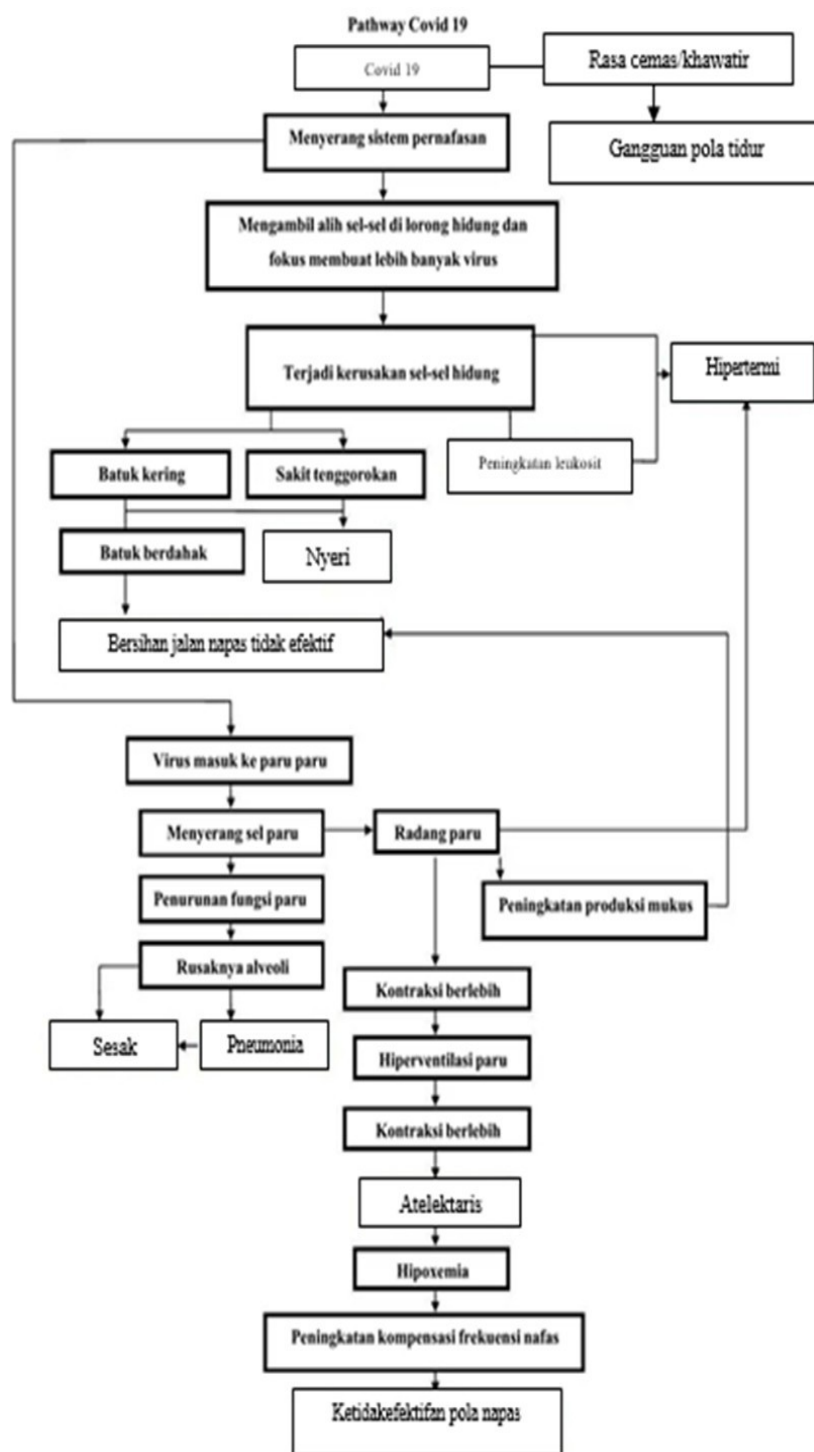 Pathway Covid 19
Covid 19
Rasa cemas/khawatir
Menyerang sistem pernafasan
Gangguan pola tidur
Mengambil alih sel-sel di lorong hidung dan
fokus membuat lebih banyak virus
Terjadi kerusakan sel-sel hidung
Hipertermi
Batuk kering
Sakit tenggorokan
Peningkatan leukosit
Batuk berdahak
Nyeri
Bersihan jalan napas tidak efektif
Virus masuk ke paru paru
Menyerang sel paru
Radang paru
Penurunan fungsi paru
Peningkatan produksi mukus
Rusaknya alveoli
Kontraksi berlebih
Sesak
Pneumonia
Hiperventilasi paru
Kontraksi berlebih
Atelektaris
Hipoxemia
Peningkatan kompensasi frekuensi nafas
Ketidakefektifan pola napas